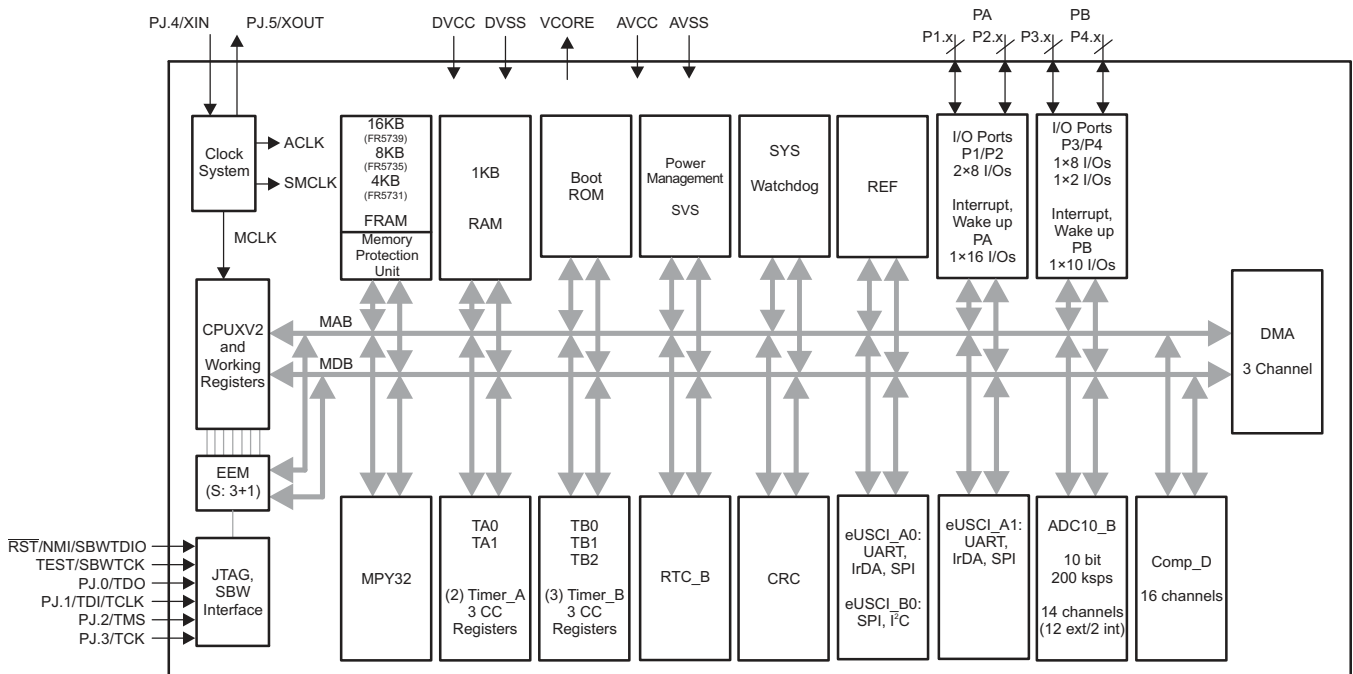 PJ.4/XIN
PJ.5/XOUT
DVCC
DVSS
VCORE
AVCC
AVSS
PA
P1.x
P2.x
PB
P3.x
P4.x
Clock
System
ACLK
SMCLK
MCLK
16KB
(FR5739)
8KB
(FR5735)
4KB
(FR5731)
FRAM
Memory
Protection
Unit
1KB
RAM
Boot
ROM
Power
Management
SVS
SYS
Watchdog
REF
I/O Ports
P1/P2
2×8 I/Os
Interrupt,
Wake up
PA
1×16 I/Os
I/O Ports
P3/P4
1×8 I/Os
1×2 I/Os
Interrupt,
Wake up
PB
1×10 I/Os
CPUXV2
and
Working
Registers
MAB
MDB
DMA
3 Channel
EEM
(S: 3+1)
RST/NMI/SBWTDIO
TEST/SBWTCK
PJ.0/TDO
PJ.1/TDI/TCLK
PJ.2/TMS
PJ.3/TCK
JTAG,
SBW
Interface
MPY32
TA0
TA1
(2) Timer_A
3 CC
Registers
TB0
TB1
TB2
(3) Timer_B
3 CC
Registers
RTC_B
CRC
eUSCI_A0:
UART,
IrDA, SPI
eUSCI_B0:
SPI, I²C
eUSCI_A1:
UART,
IrDA, SPI
ADC10_B
10 bit
200 ksps
14 channels
(12 ext/2 int)
Comp_D
16 channels